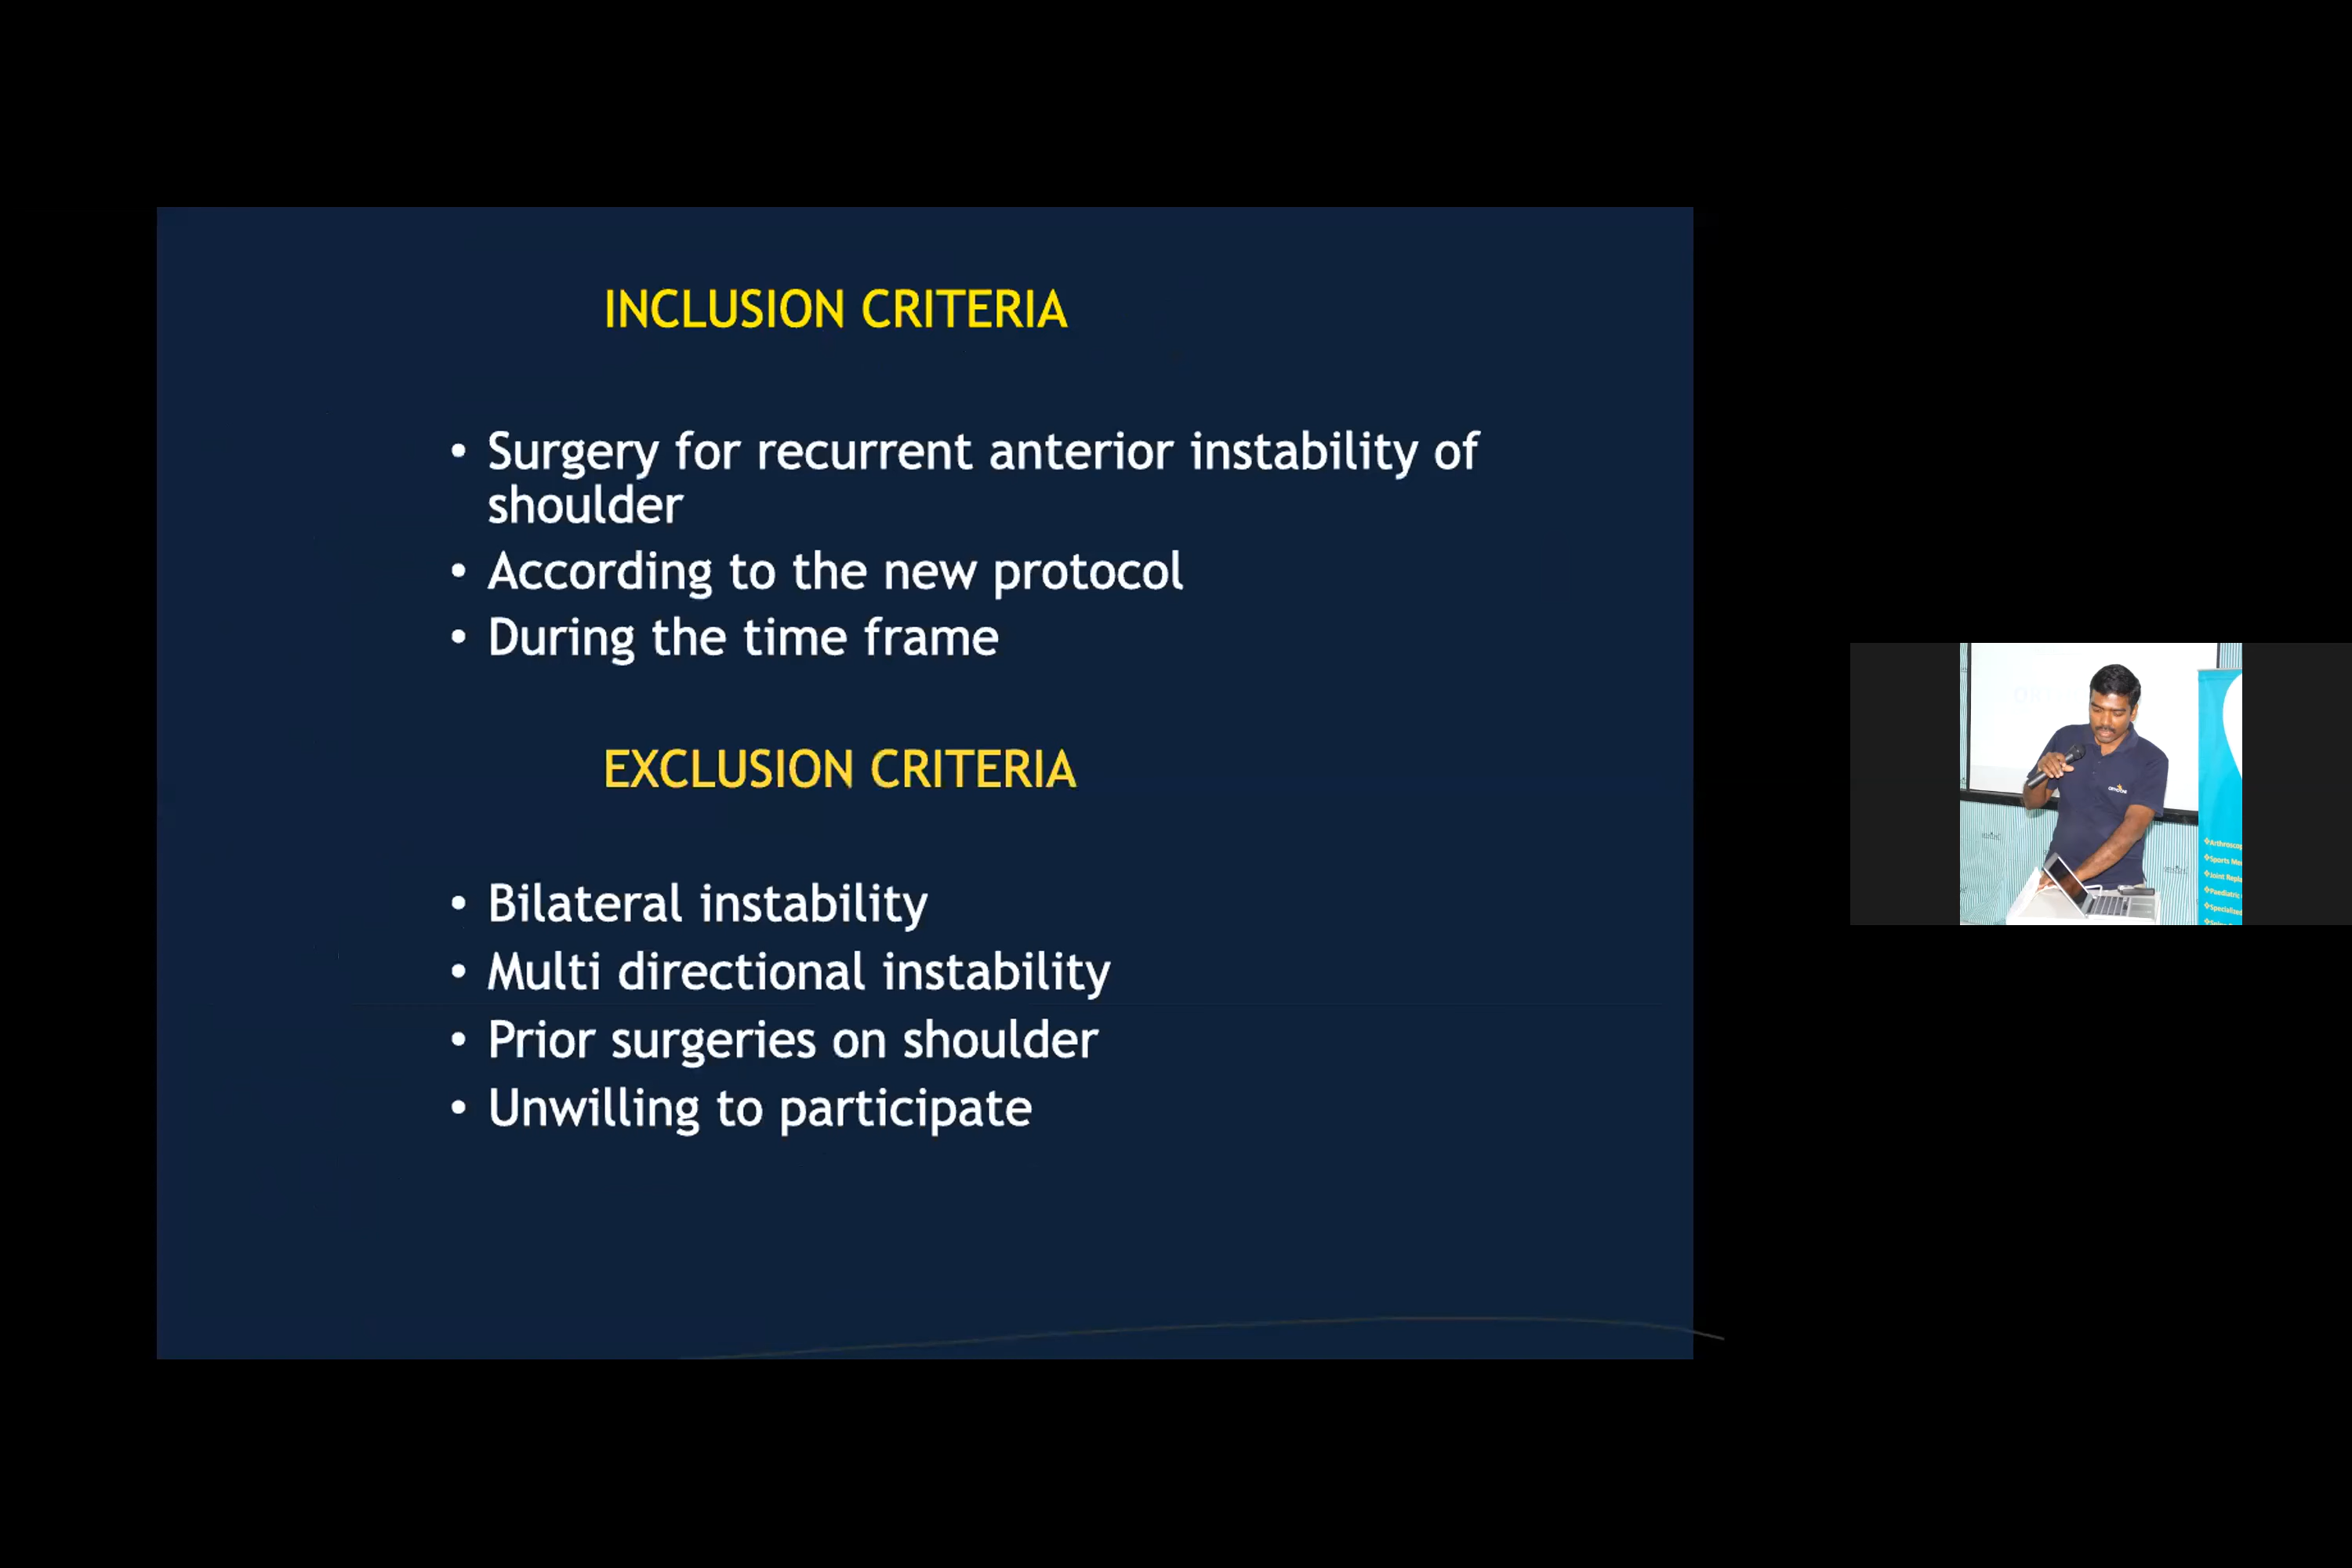 INCLUSION CRITERIA
• Surgery for recurrent anterior instability of
shoulder
• According to the new protocol
• During the time frame
EXCLUSION CRITERIA
• Bilateral instability
• Multi directional instability
• Prior surgeries on shoulder
• Unwilling to participate